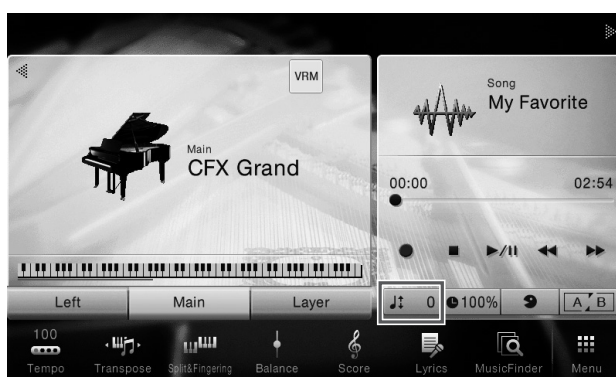 VRM
Main
CFX Grand
Song
My Favorite
00:00 02:54
Left Main Layer
0 100% A B
100
Tempo Transpose Split&Fingering Balance Score Lyrics MusicFinder Menu